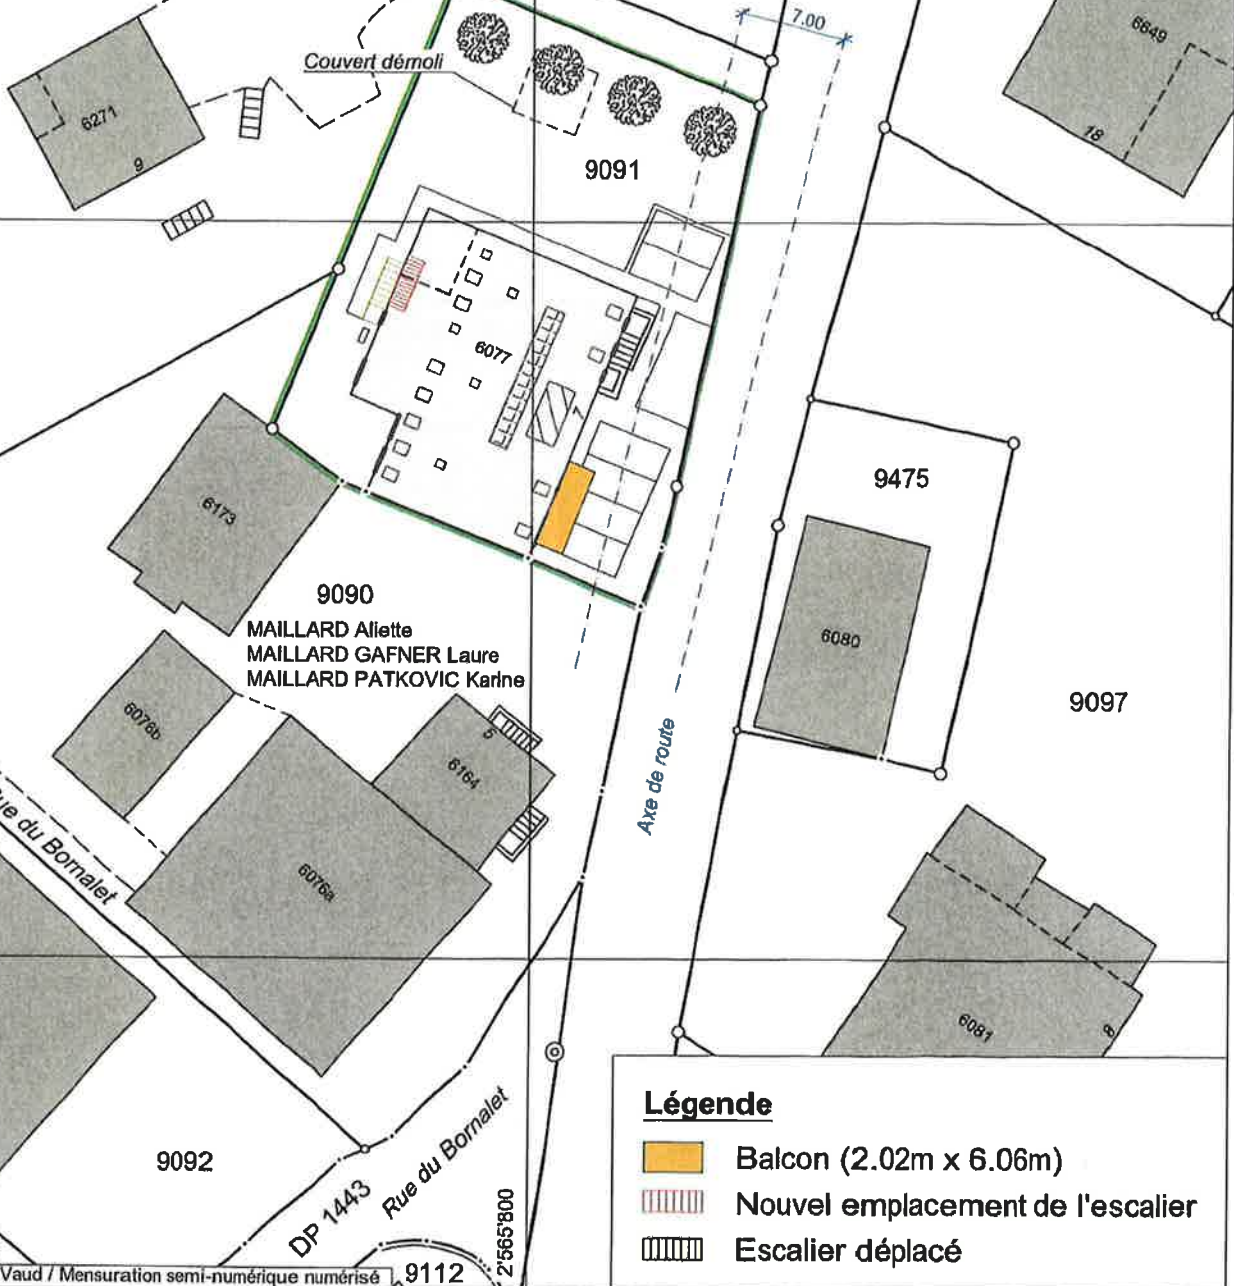 7.00
6649
18
Couvert démoli
6271
9
9091
6077
7
9475
6173
9090
MAILLARD Aliette
MAILLARD GAFNER Laure
MAILLARD PATKOVIC Karine
6080
9097
6076b
5
6164
Axe de route
Rue du Bornalet
6076a
6081
8
9092
DP 1443
Rue du Bornalet
2'565'800
Légende
Balcon (2.02m x 6.06m)
Nouvel emplacement de l'escalier
Escalier déplacé
Vaud / Mensuration semi-numérique numérisé
9112